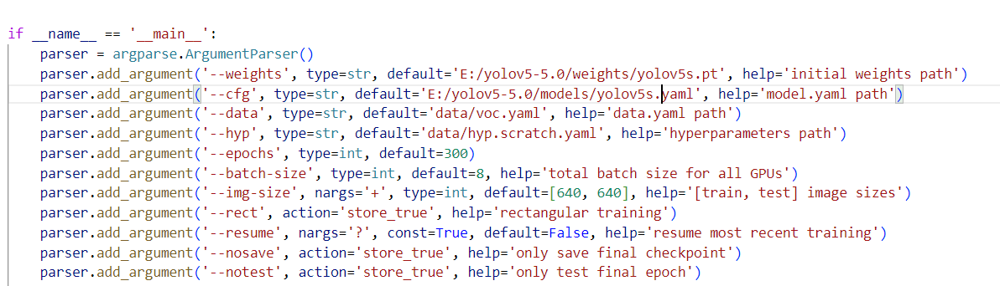 if __name__ == '__main__':
    parser = argparse.ArgumentParser()
    parser.add_argument('--weights', type=str, default='E:/yolov5-5.0/weights/yolov5s.pt', help='initial weights path')
    parser.add_argument('--cfg', type=str, default='E:/yolov5-5.0/models/yolov5s.yaml', help='model.yaml path')
    parser.add_argument('--data', type=str, default='data/voc.yaml', help='data.yaml path')
    parser.add_argument('--hyp', type=str, default='data/hyp.scratch.yaml', help='hyperparameters path')
    parser.add_argument('--epochs', type=int, default=300)
    parser.add_argument('--batch-size', type=int, default=8, help='total batch size for all GPUs')
    parser.add_argument('--img-size', nargs='+', type=int, default=[640, 640], help='[train, test] image sizes')
    parser.add_argument('--rect', action='store_true', help='rectangular training')
    parser.add_argument('--resume', nargs='?', const=True, default=False, help='resume most recent training')
    parser.add_argument('--nosave', action='store_true', help='only save final checkpoint')
    parser.add_argument('--notest', action='store_true', help='only test final epoch')